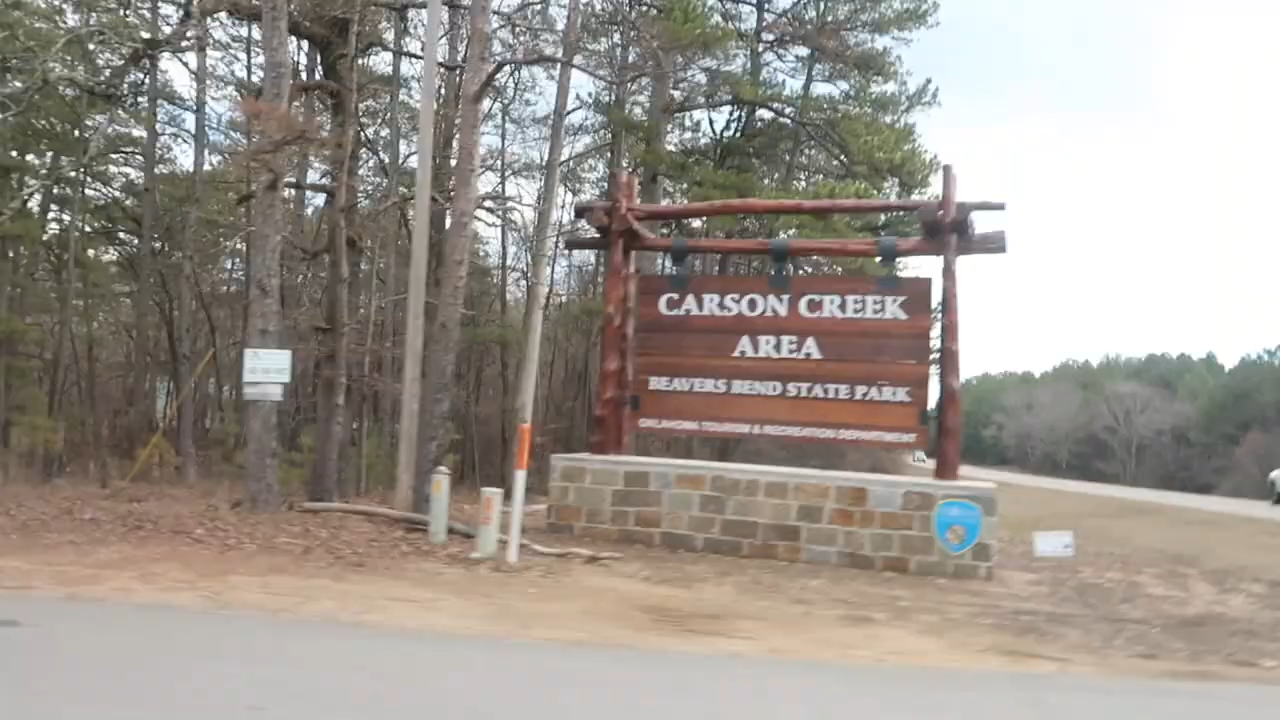 CARSON CREEK
AREA
BEAVERS BEND STATE PARK
OKLAHOMA TOURISM & RECREATION DEPARTMENT